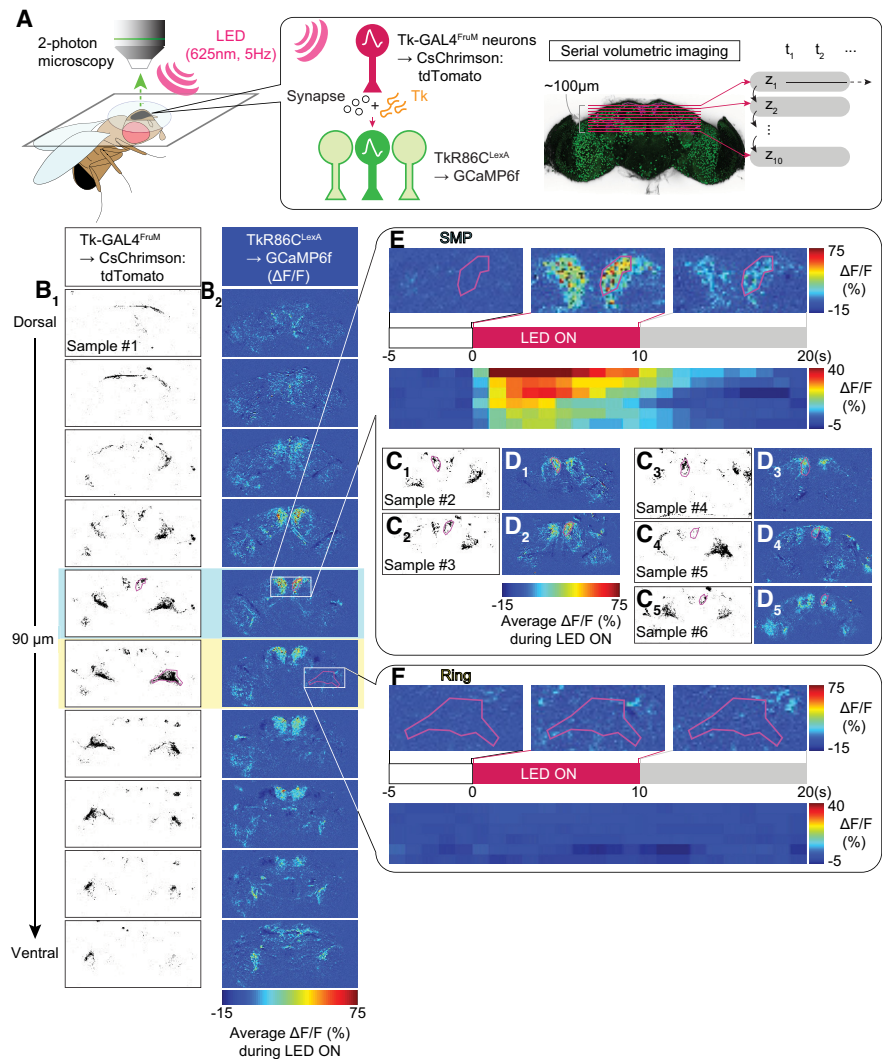 A
2-photon
microscopy
LED
(625nm, 5Hz)
Tk-GAL4FruM neurons
→ CsChrimson:
tdTomato
Synapse
+
Tk
TkR86CLexA
→ GCaMP6f
Serial volumetric imaging
~100μm
t1 t2 ...
z1
z2
...
z10
B1
Tk-GAL4FruM
→ CsChrimson:
tdTomato
B2
TkR86CLexA
→ GCaMP6f
(ΔF/F)
Dorsal
Sample #1
90 μm
Ventral
-15 75
Average ΔF/F (%)
during LED ON
E
SMP
75
ΔF/F
(%)
-15
LED ON
-5 0 10 20(s)
40
ΔF/F
(%)
-5
C1
Sample #2
D1
C2
Sample #3
D2
-15 75
Average ΔF/F (%)
during LED ON
C3
Sample #4
D3
C4
Sample #5
D4
C5
Sample #6
D5
F
Ring
75
ΔF/F
(%)
-15
LED ON
-5 0 10 20(s)
40
ΔF/F
(%)
-5